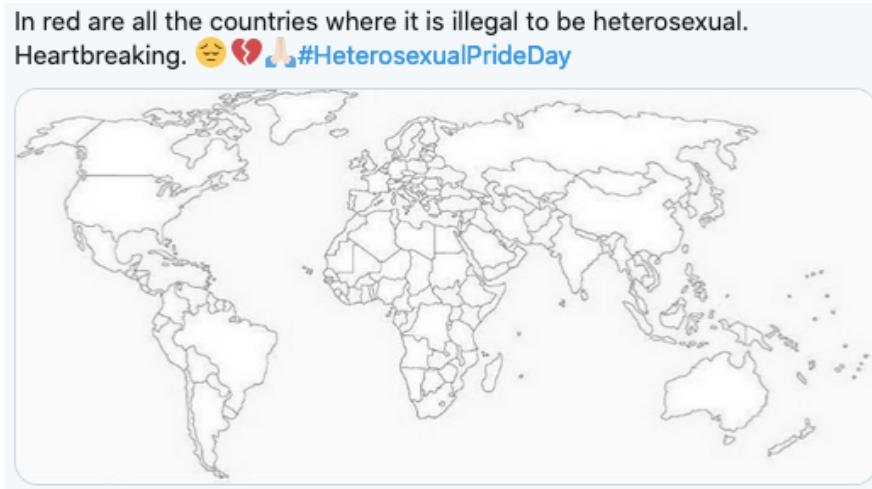 In red are all the countries where it is illegal to be heterosexual.
Heartbreaking. 😔💔🙏🏻#HeterosexualPrideDay